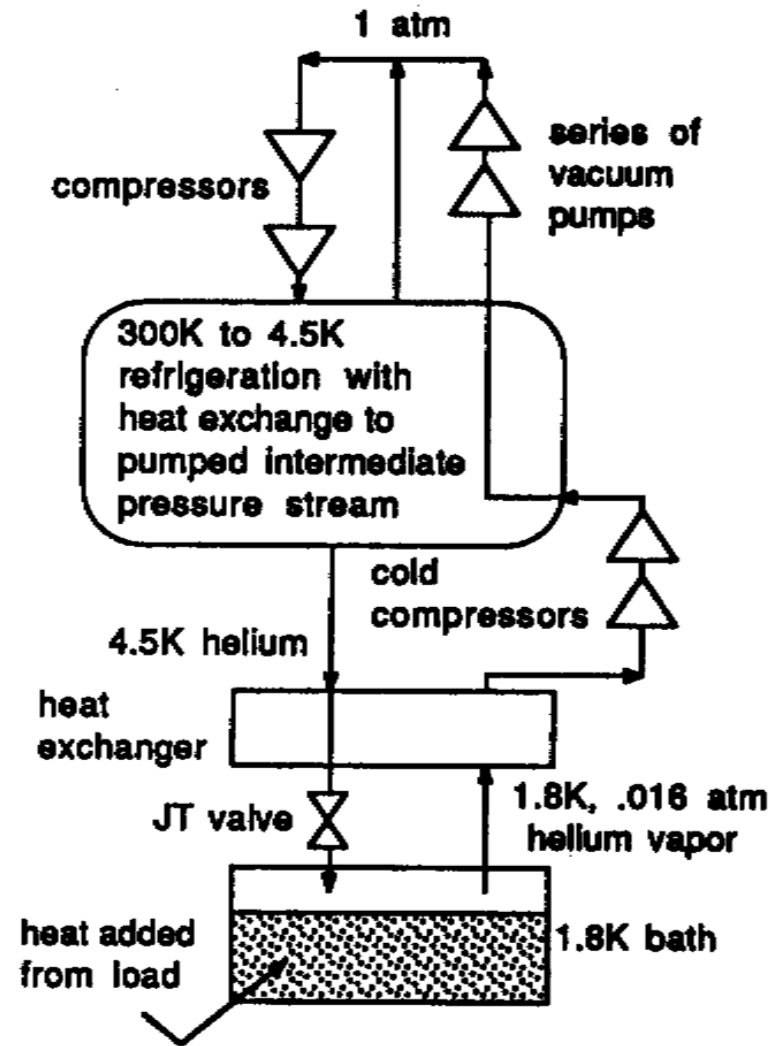 1 atm
compressors
series of
vacuum
pumps
300K to 4.5K
refrigeration with
heat exchange to
pumped intermediate
pressure stream
cold
compressors
4.5K helium
heat
exchanger
JT valve
1.8K, .016 atm
helium vapor
heat added
from load
1.8K bath